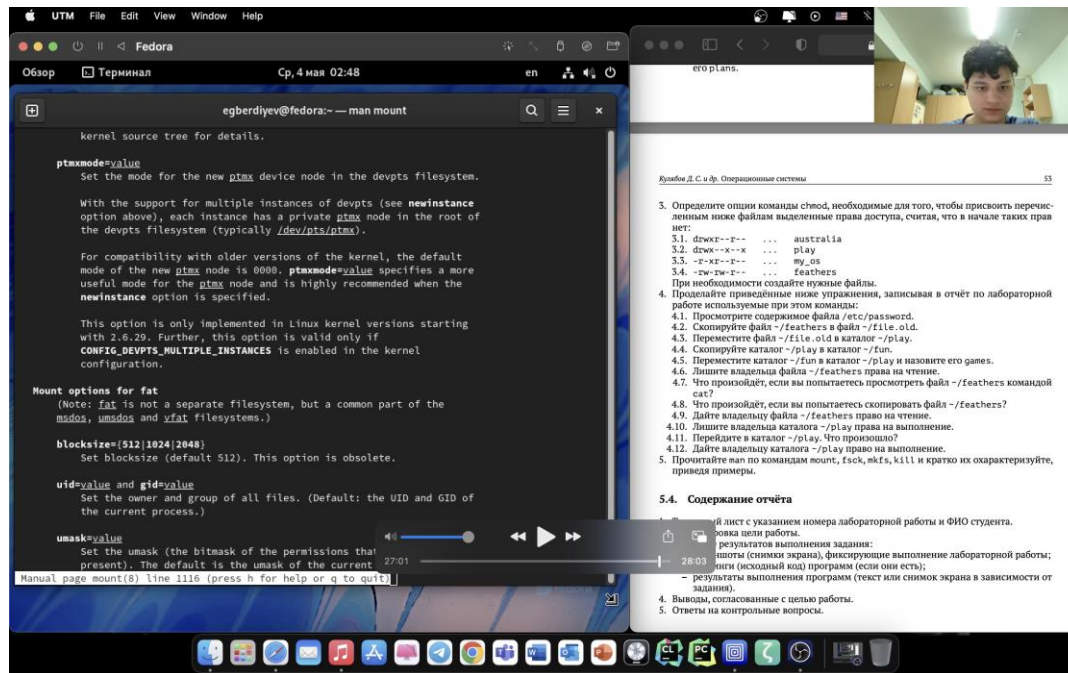 UTM File Edit View Window Help
Fedora
Обзор Терминал Ср, 4 мая 02:48 en
egberdiyev@fedora:~ — man mount
kernel source tree for details.
ptmxmode=value
Set the mode for the new ptmx device node in the devpts filesystem.
With the support for multiple instances of devpts (see newinstance
option above), each instance has a private ptmx node in the root of
the devpts filesystem (typically /dev/pts/ptmx).
For compatibility with older versions of the kernel, the default
mode of the new ptmx node is 0000. ptmxmode=value specifies a more
useful mode for the ptmx node and is highly recommended when the
newinstance option is specified.
This option is only implemented in Linux kernel versions starting
with 2.6.29. Further, this option is valid only if
CONFIG_DEVPTS_MULTIPLE_INSTANCES is enabled in the kernel
configuration.
Mount options for fat
(Note: fat is not a separate filesystem, but a common part of the
msdos, umsdos and vfat filesystems.)
blocksize={512|1024|2048}
Set blocksize (default 512). This option is obsolete.
uid=value and gid=value
Set the owner and group of all files. (Default: the UID and GID of
the current process.)
umask=value
Set the umask (the bitmask of the permissions that
present). The default is the umask of the current
Manual page mount(8) line 1116 (press h for help or q to quit)
27:01 28:03
его plans.
Кулябов Д. С. и др. Операционные системы 53
3. Определите опции команды chmod, необходимые для того, чтобы присвоить перечис-
ленным ниже файлам выделенные права доступа, считая, что в начале таких прав
нет:
3.1. drwxr--r-- ... australia
3.2. drwx--x--x ... play
3.3. -r-xr--r-- ... my_os
3.4. -rw-rw-r-- ... feathers
При необходимости создайте нужные файлы.
4. Проделайте приведённые ниже упражнения, записывая в отчёт по лабораторной
работе используемые при этом команды:
4.1. Просмотрите содержимое файла /etc/password.
4.2. Скопируйте файл ~/feathers в файл ~/file.old.
4.3. Переместите файл ~/file.old в каталог ~/play.
4.4. Скопируйте каталог ~/play в каталог ~/fun.
4.5. Переместите каталог ~/fun в каталог ~/play и назовите его games.
4.6. Лишите владельца файла ~/feathers права на чтение.
4.7. Что произойдёт, если вы попытаетесь просмотреть файл ~/feathers командой
cat?
4.8. Что произойдёт, если вы попытаетесь скопировать файл ~/feathers?
4.9. Дайте владельцу файла ~/feathers право на чтение.
4.10. Лишите владельца каталога ~/play права на выполнение.
4.11. Перейдите в каталог ~/play. Что произошло?
4.12. Дайте владельцу каталога ~/play право на выполнение.
5. Прочитайте man по командам mount, fsck, mkfs, kill и кратко их охарактеризуйте,
приведя примеры.
5.4. Содержание отчёта
й лист с указанием номера лабораторной работы и ФИО студента.
ровка цели работы.
результатов выполнения задания:
ншоты (снимки экрана), фиксирующие выполнение лабораторной работы;
инги (исходный код) программ (если они есть);
– результаты выполнения программ (текст или снимок экрана в зависимости от
задания).
4. Выводы, согласованные с целью работы.
5. Ответы на контрольные вопросы.